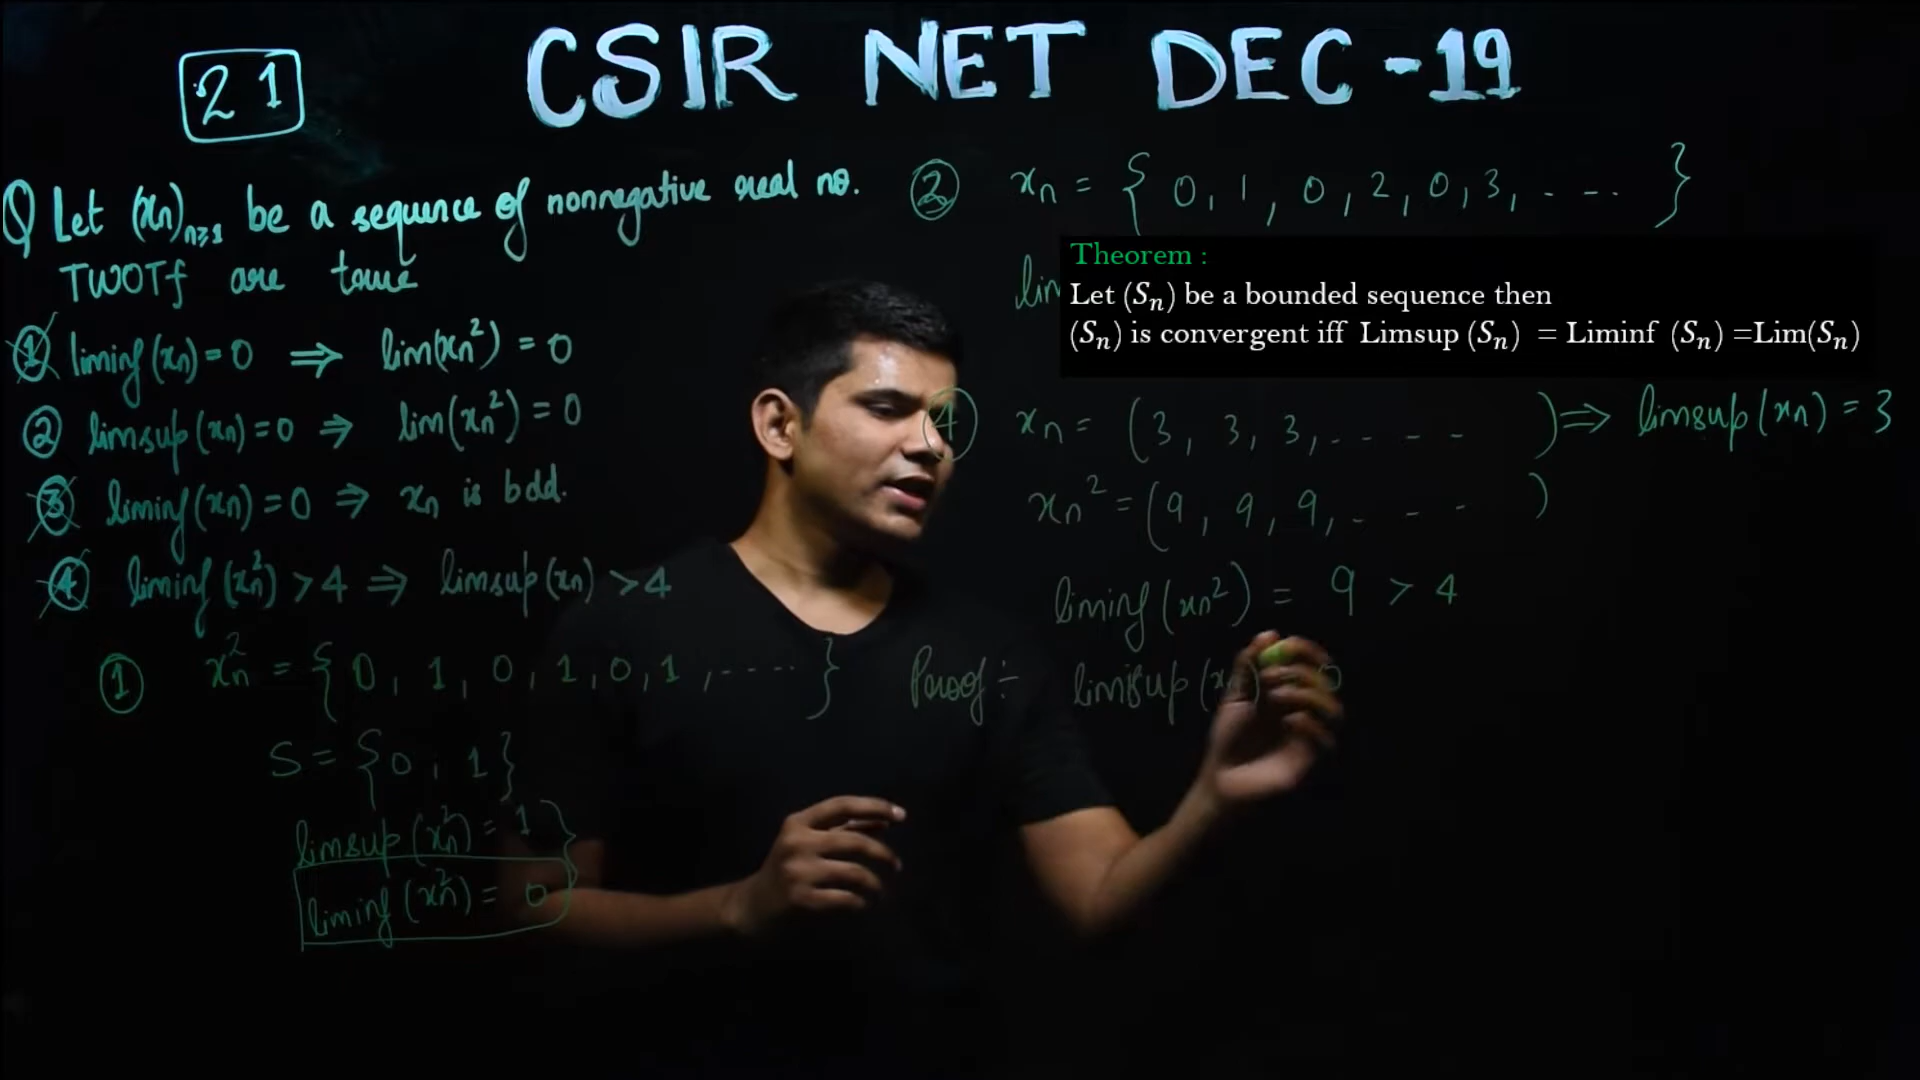 21
CSIR NET DEC-19
Q Let (xn)n≥1 be a sequence of nonnegative real no.
TWOTf are true
① liminf(xn) = 0 ⇒ lim(xn²) = 0
② limsup(xn) = 0 ⇒ lim(xn²) = 0
③ liminf(xn) = 0 ⇒ xn is bdd.
④ liminf(xn²) > 4 ⇒ limsup(xn) > 4
① xn² = { 0, 1, 0, 1, 0, 1, ..... }
S = { 0, 1 }
limsup(xn²) = 1
liminf(xn²) = 0
② xn = { 0, 1, 0, 2, 0, 3, ..... }
Theorem :
Let (Sn) be a bounded sequence then
(Sn) is convergent iff Limsup (Sn) = Liminf (Sn) =Lim(Sn)
④ xn = (3, 3, 3, - - - - ) ⇒ limsup(xn) = 3
xn² = (9, 9, 9, - - - - )
liminf(xn²) = 9 > 4
Proof ÷ limsup(xn) 0